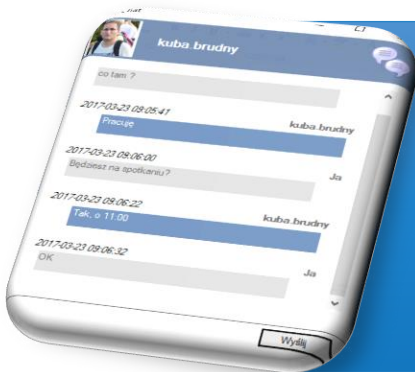 kuba.brudny
co tam ?
2017-03-23 09:05:41 kuba.brudny
Pracuję
2017-03-23 09:06:00 Ja
Będziesz na spotkaniu?
2017-03-23 09:06:22 kuba.brudny
Tak, o 11:00
2017-03-23 09:06:32 Ja
OK
Wyślij